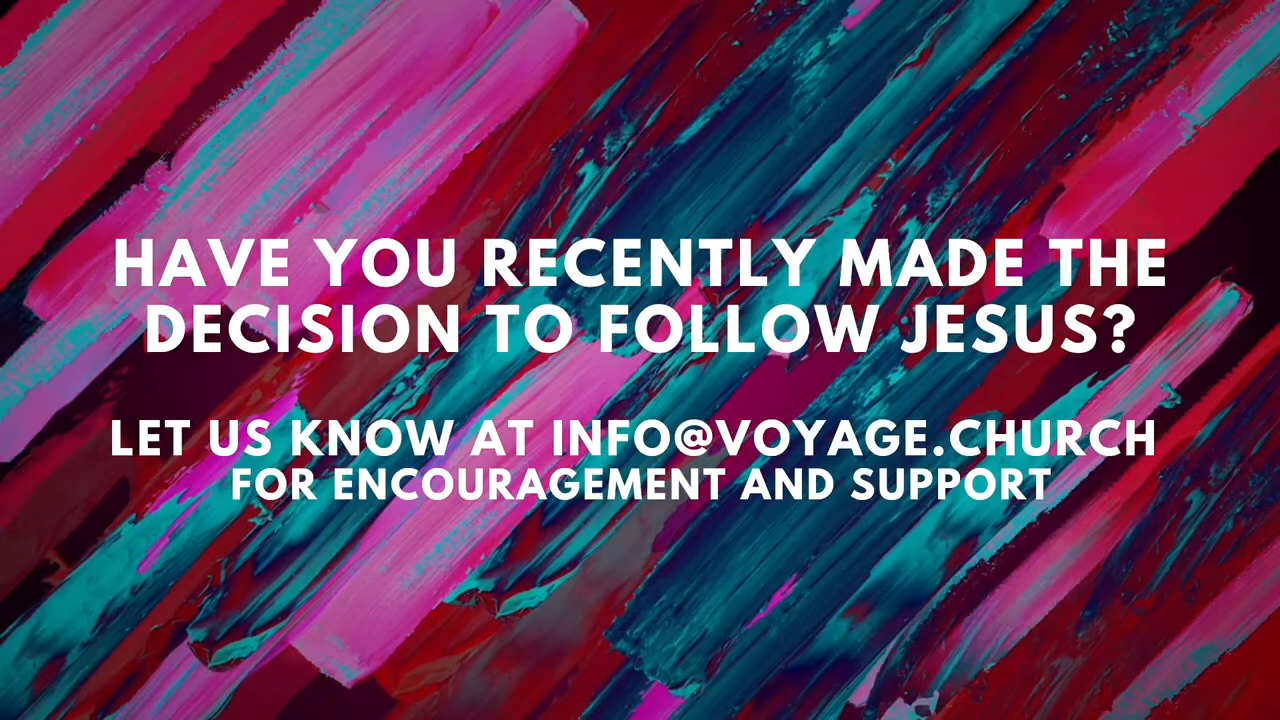 HAVE YOU RECENTLY MADE THE
DECISION TO FOLLOW JESUS?
LET US KNOW AT INFO@VOYAGE.CHURCH
FOR ENCOURAGEMENT AND SUPPORT